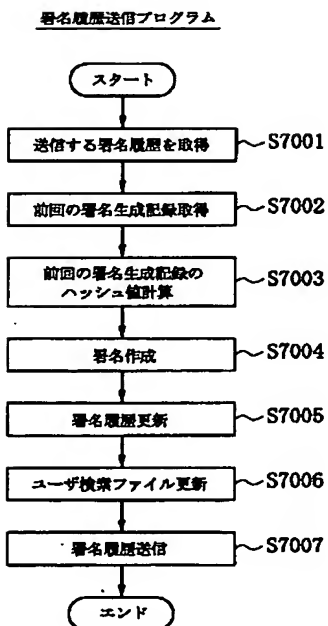 署名履歴送信プログラム
スタート
送信する署名履歴を取得
S7001
前回の署名生成記録取得
S7002
前回の署名生成記録の
ハッシュ値計算
S7003
署名作成
S7004
署名履歴更新
S7005
ユーザ検索ファイル更新
S7006
署名履歴送信
S7007
エンド